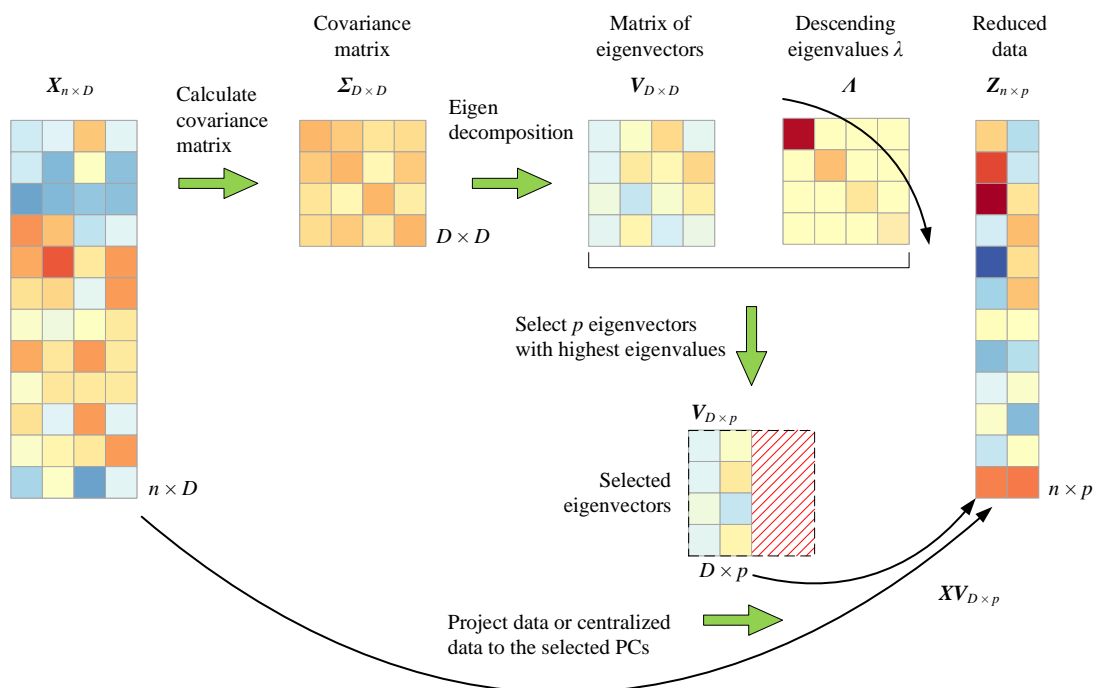 Covariance
matrix
Matrix of
eigenvectors
Descending
eigenvalues λ
Reduced
data
X n × D
Calculate
covariance
matrix
Σ D × D
Eigen
decomposition
V D × D
Λ
Z n × p
D × D
Select p eigenvectors
with highest eigenvalues
V D × p
Selected
eigenvectors
n × D
n × p
D × p
XV D × p
Project data or centralized
data to the selected PCs